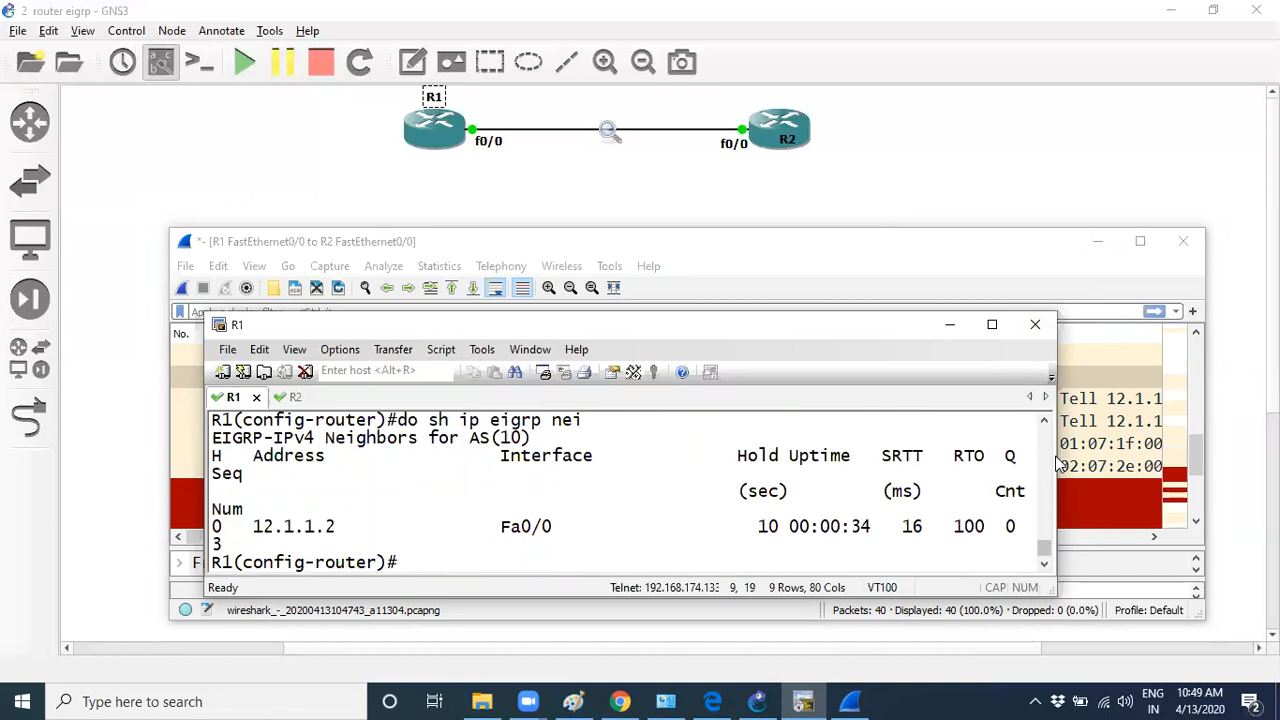 2 router eigrp - GNS3
File Edit View Control Node Annotate Tools Help
R1
f0/0
f0/0
R2
*- [R1 FastEthernet0/0 to R2 FastEthernet0/0]
File Edit View Go Capture Analyze Statistics Telephony Wireless Tools Help
No.
R1
File Edit View Options Transfer Script Tools Window Help
Enter host <Alt+R>
R1 R2
Tell 12.1.1
Tell 12.1.1
01:07:1f:00
02:07:2e:00
R1(config-router)#do sh ip eigrp nei
EIGRP-IPv4 Neighbors for AS(10)
H Address Interface Hold Uptime SRTT RTO Q
Seq
(sec) (ms) Cnt
Num
0 12.1.1.2 Fa0/0 10 00:00:34 16 100 0
3
R1(config-router)#
Ready Telnet: 192.168.174.133 9, 19 9 Rows, 80 Cols VT100 CAP NUM
wireshark_-_20200413104743_a11304.pcapng Packets: 40 · Displayed: 40 (100.0%) · Dropped: 0 (0.0%) Profile: Default
Type here to search
ENG
IN
10:49 AM
4/13/2020
2